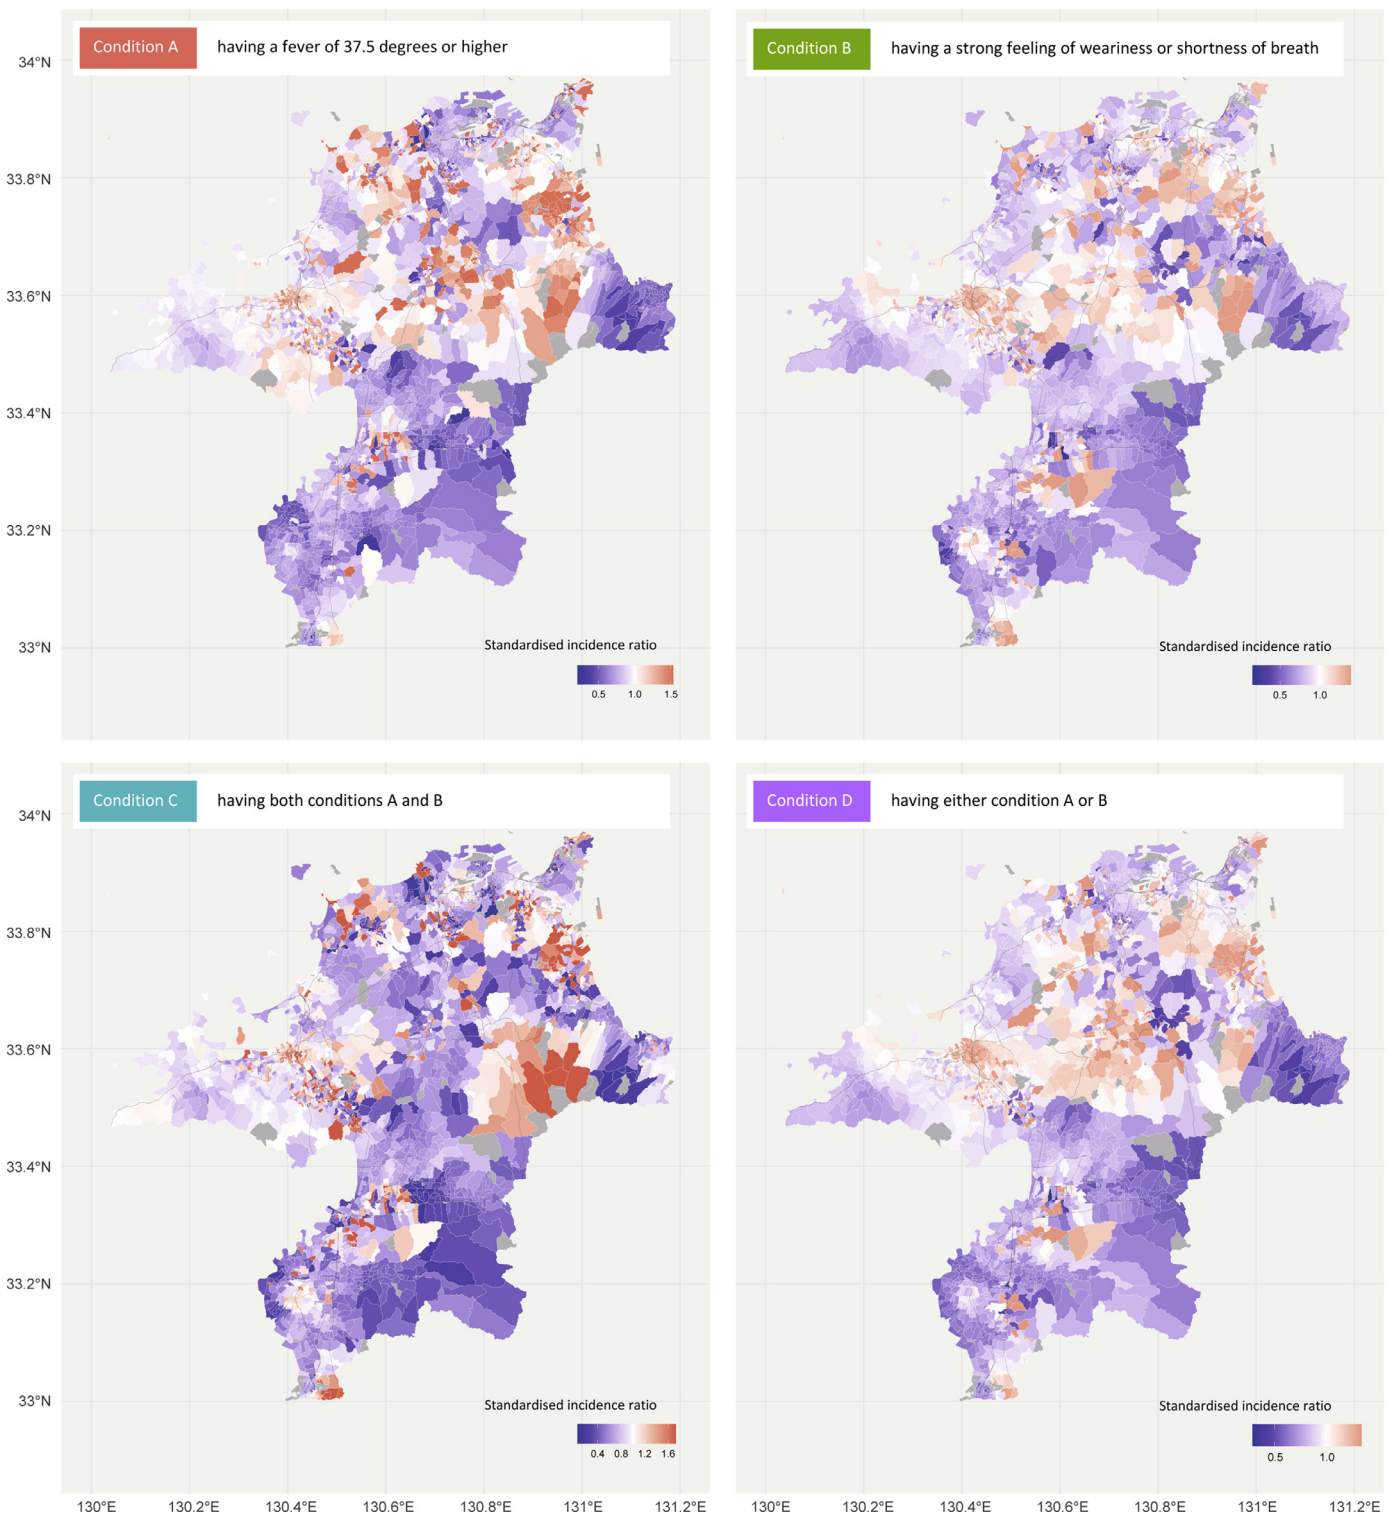 Condition A having a fever of 37.5 degrees or higher
Condition B having a strong feeling of weariness or shortness of breath
34°N
33.8°N
33.6°N
33.4°N
33.2°N
33°N
Standardised incidence ratio
0.5 1.0 1.5
Standardised incidence ratio
0.5 1.0
Condition C having both conditions A and B
Condition D having either condition A or B
34°N
33.8°N
33.6°N
33.4°N
33.2°N
33°N
Standardised incidence ratio
0.4 0.8 1.2 1.6
Standardised incidence ratio
0.5 1.0
130°E 130.2°E 130.4°E 130.6°E 130.8°E 131°E 131.2°E
130°E 130.2°E 130.4°E 130.6°E 130.8°E 131°E 131.2°E